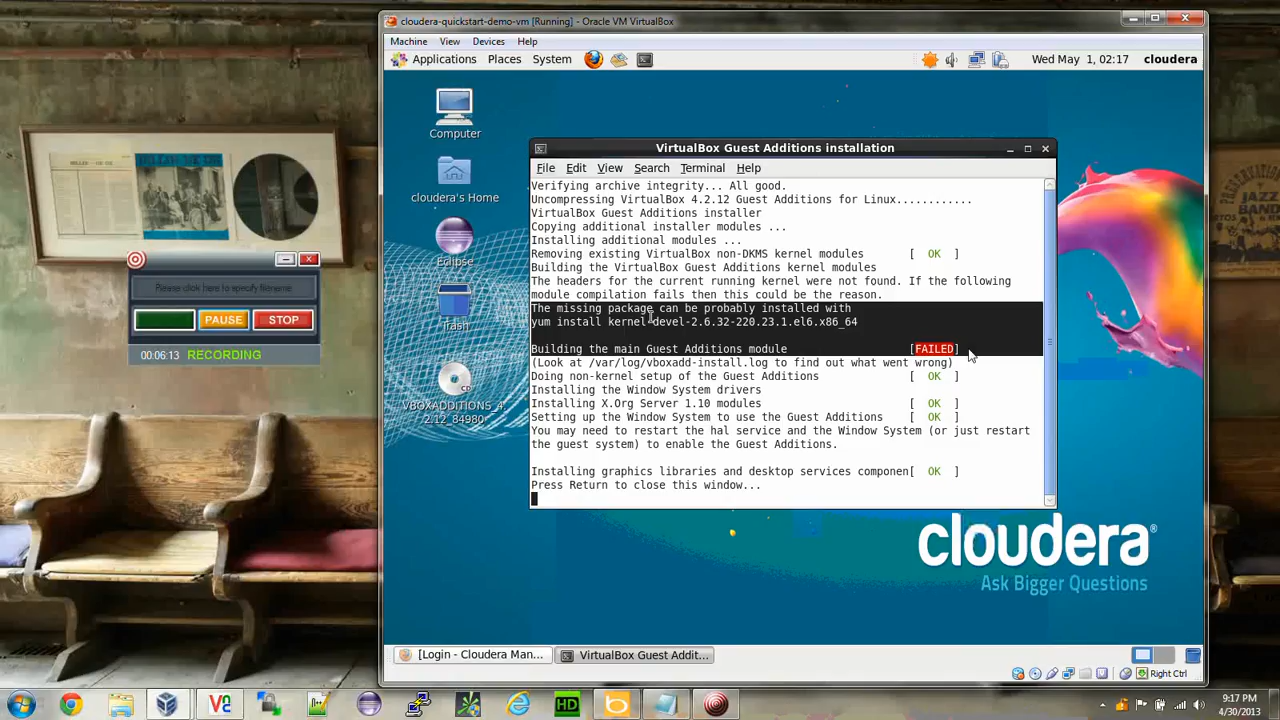 cloudera-quickstart-demo-vm [Running] - Oracle VM VirtualBox
Machine View Devices Help
Applications Places System
Wed May 1, 02:17 cloudera
Computer
cloudera's Home
Eclipse
Trash
VBOXADDITIONS_4.
2.12_84980
VirtualBox Guest Additions installation
File Edit View Search Terminal Help
Verifying archive integrity... All good.
Uncompressing VirtualBox 4.2.12 Guest Additions for Linux............
VirtualBox Guest Additions installer
Copying additional installer modules ...
Installing additional modules ...
Removing existing VirtualBox non-DKMS kernel modules [ OK ]
Building the VirtualBox Guest Additions kernel modules
The headers for the current running kernel were not found. If the following
module compilation fails then this could be the reason.
The missing package can be probably installed with
yum install kernel-devel-2.6.32-220.23.1.el6.x86_64
Building the main Guest Additions module [FAILED]
(Look at /var/log/vboxadd-install.log to find out what went wrong)
Doing non-kernel setup of the Guest Additions [ OK ]
Installing the Window System drivers
Installing X.Org Server 1.10 modules [ OK ]
Setting up the Window System to use the Guest Additions [ OK ]
You may need to restart the hal service and the Window System (or just restart
the guest system) to enable the Guest Additions.
Installing graphics libraries and desktop services componen[ OK ]
Press Return to close this window...
Please click here to specify filename
PAUSE STOP
00:06:13 RECORDING
cloudera®
Ask Bigger Questions
[Login - Cloudera Man...
VirtualBox Guest Addit...
Right Ctrl
HD
9:17 PM
4/30/2013